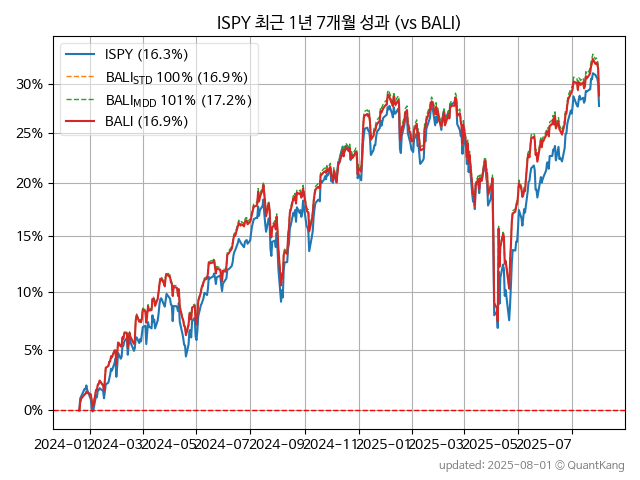 ISPY 최근 1년 7개월 성과 (vs BALI)
ISPY (16.3%)
BALI_STD 100% (16.9%)
BALI_MDD 101% (17.2%)
BALI (16.9%)
30%
25%
20%
15%
10%
5%
0%
2024-01 2024-03 2024-05 2024-07 2024-09 2024-11 2025-01 2025-03 2025-05 2025-07
updated: 2025-08-01 © QuantKang